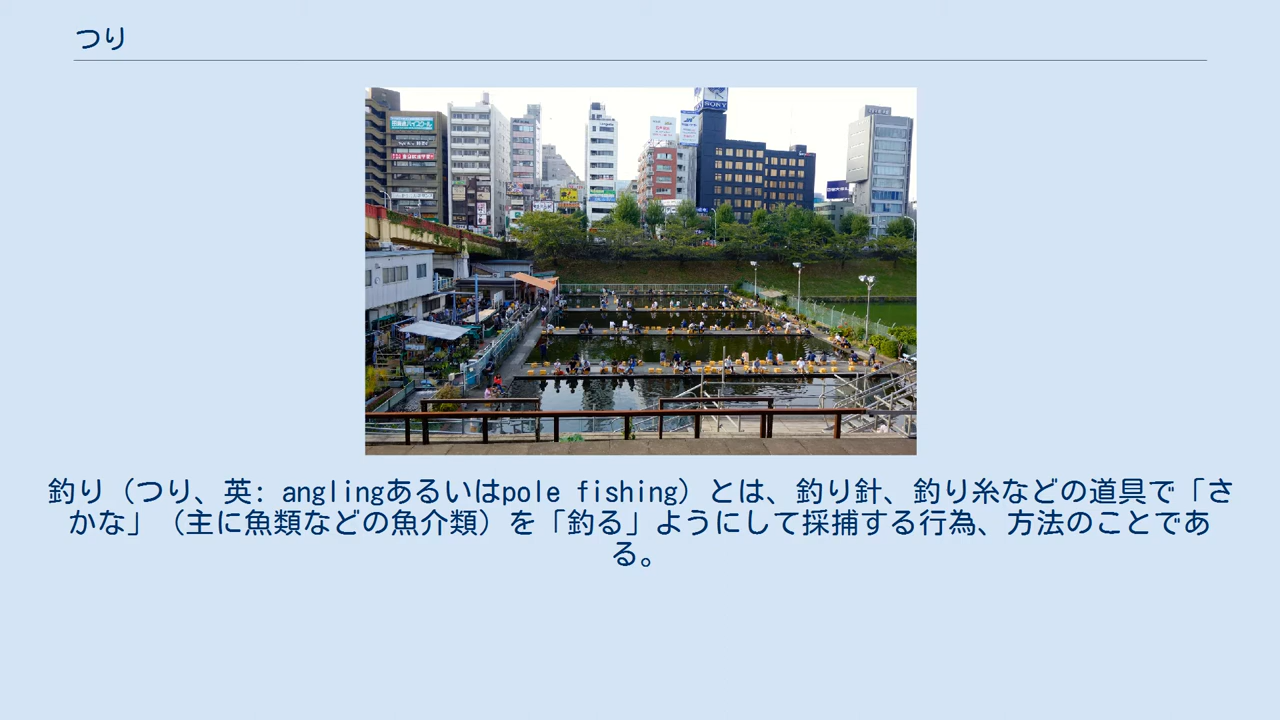 つり
SONY
釣り（つり、英: anglingあるいはpole fishing）とは、釣り針、釣り糸などの道具で「さ
かな」（主に魚類などの魚介類）を「釣る」ようにして採捕する行為、方法のことであ
る。